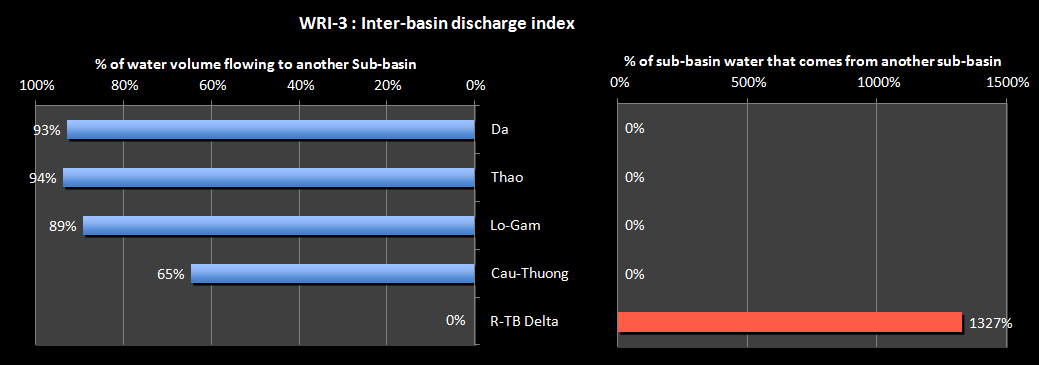 WRI-3 : Inter-basin discharge index
% of water volume flowing to another Sub-basin
100% 80% 60% 40% 20% 0%
93% Da
94% Thao
89% Lo-Gam
65% Cau-Thuong
0% R-TB Delta
% of sub-basin water that comes from another sub-basin
0% 500% 1000% 1500%
0%
0%
0%
0%
1327%